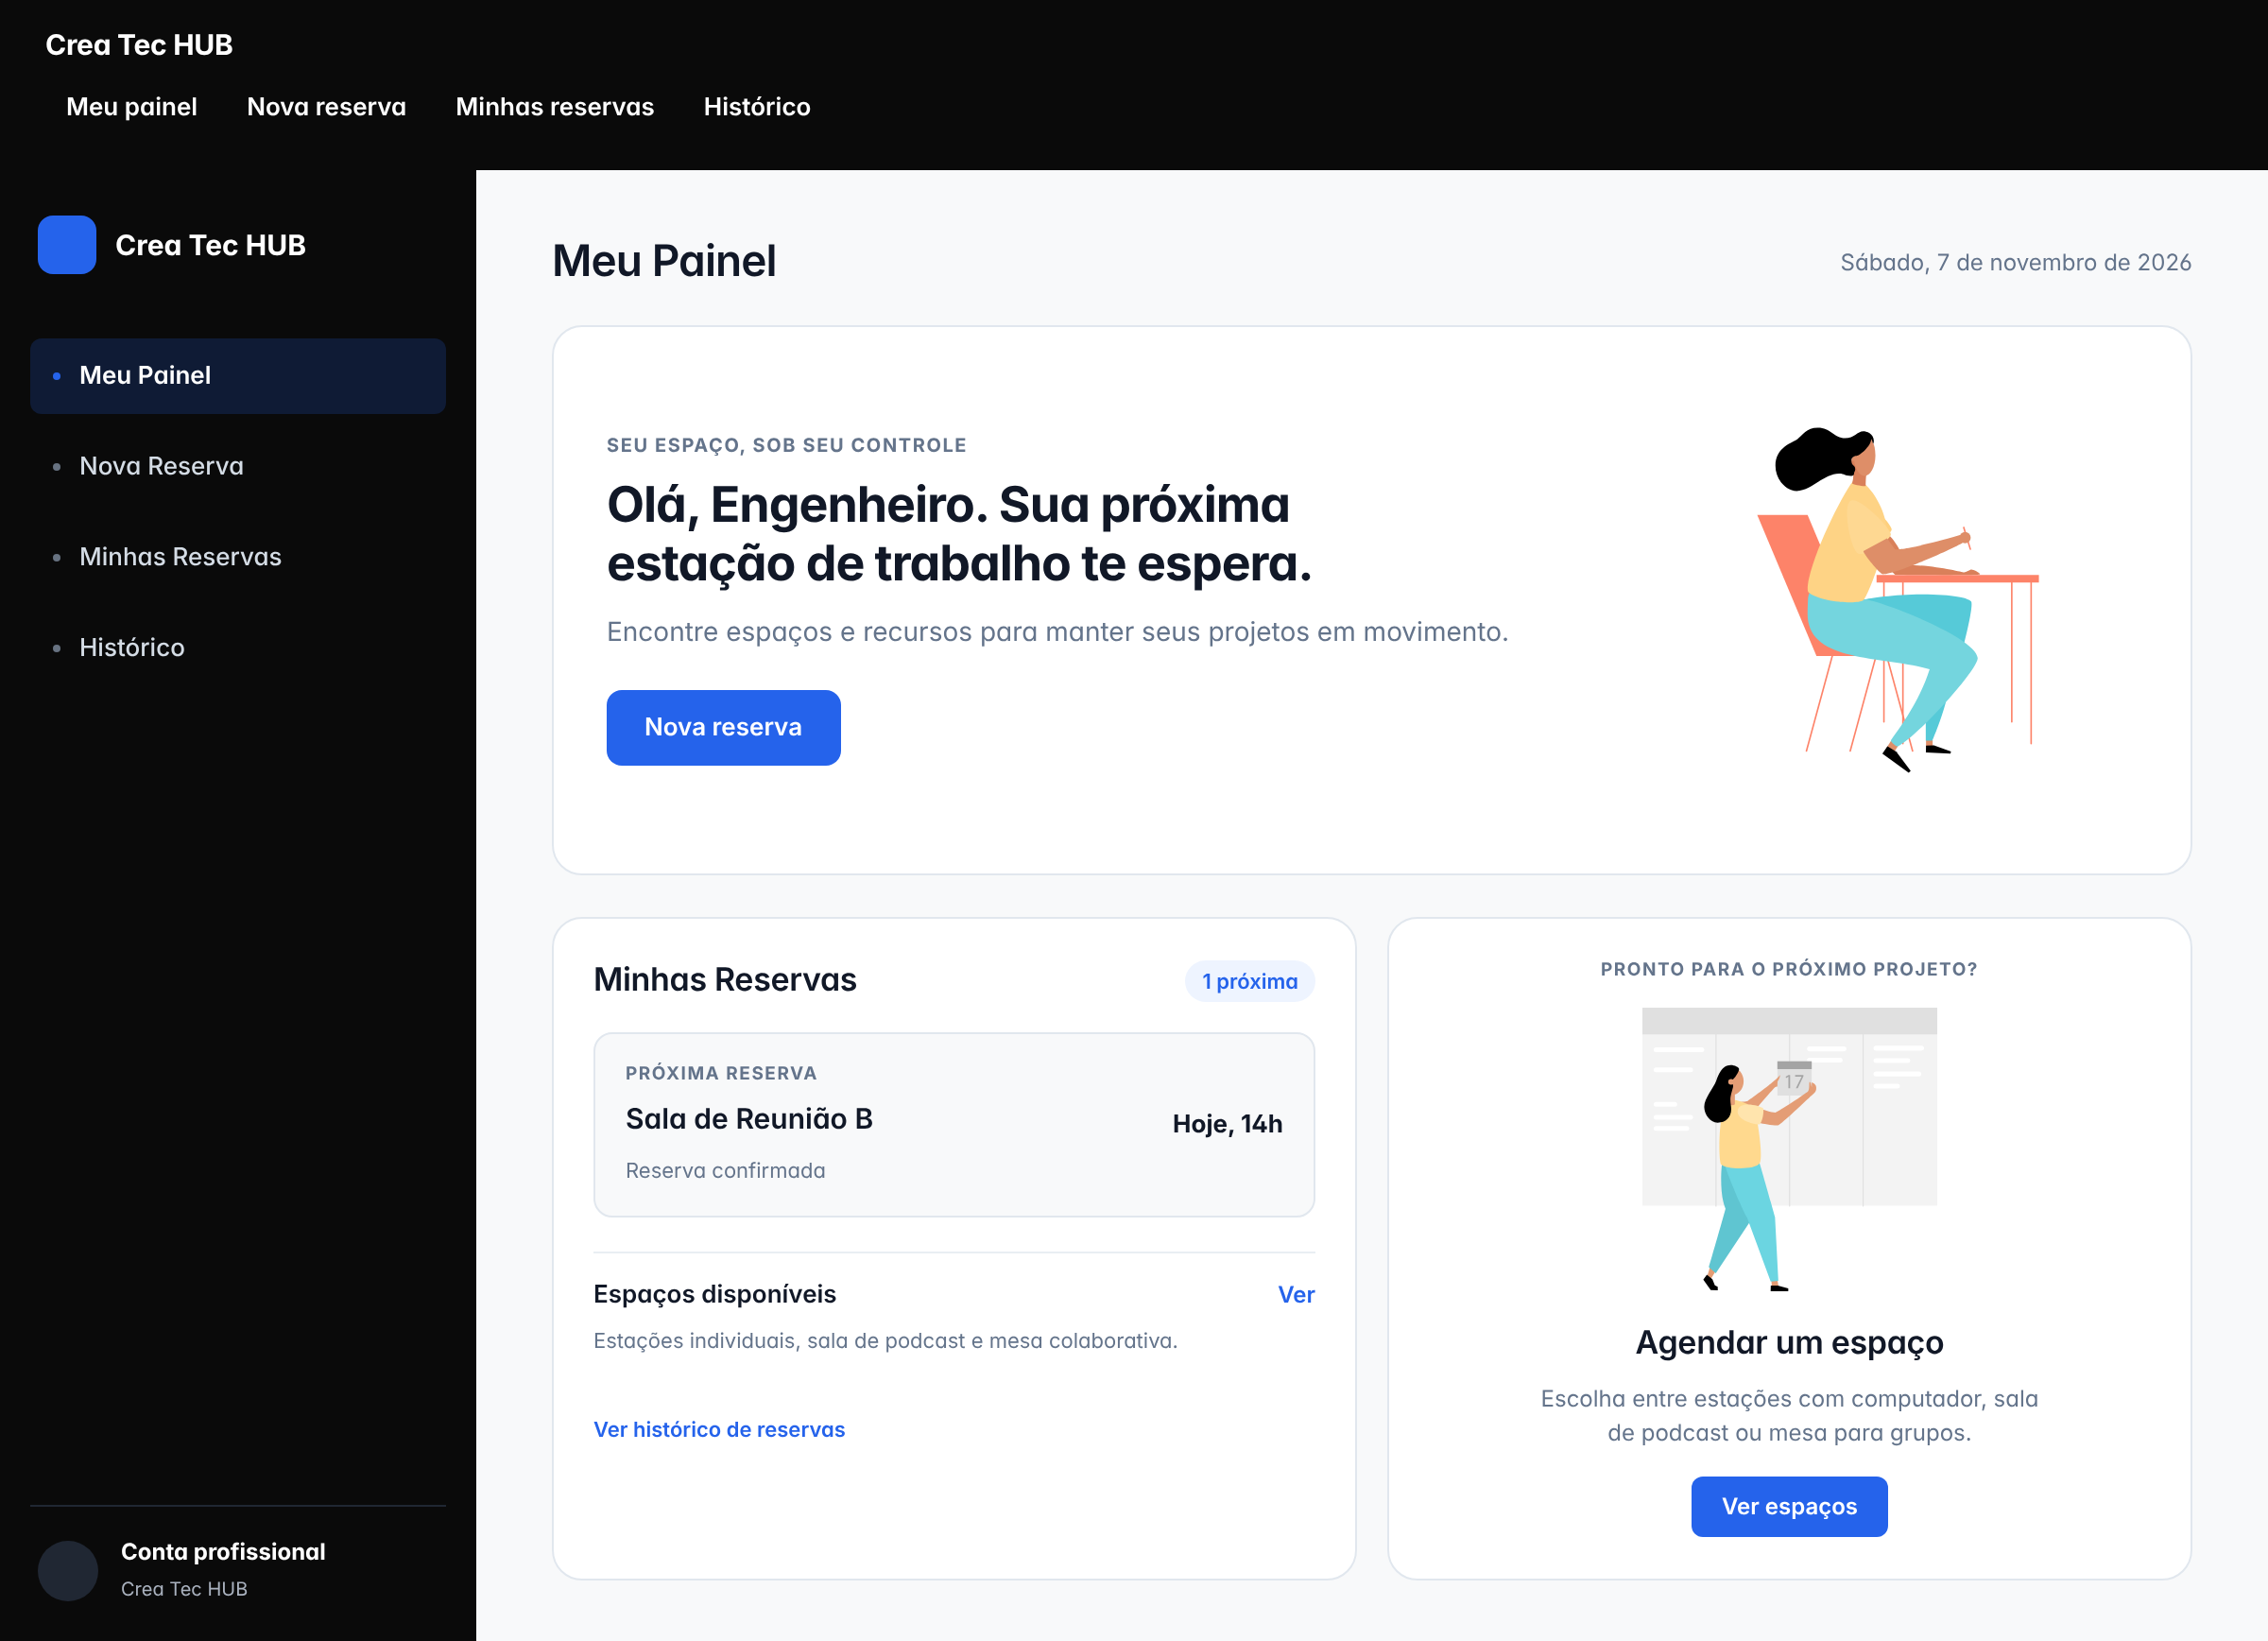 Crea Tec HUB
Meu painel Nova reserva Minhas reservas Histórico
Crea Tec HUB
Meu Painel
Nova Reserva
Minhas Reservas
Histórico
Conta profissional
Crea Tec HUB
Meu Painel
Sábado, 7 de novembro de 2026
SEU ESPAÇO, SOB SEU CONTROLE
Olá, Engenheiro. Sua próxima
estação de trabalho te espera.
Encontre espaços e recursos para manter seus projetos em movimento.
Nova reserva
Minhas Reservas
1 próxima
PRÓXIMA RESERVA
Sala de Reunião B
Hoje, 14h
Reserva confirmada
Espaços disponíveis
Ver
Estações individuais, sala de podcast e mesa colaborativa.
Ver histórico de reservas
PRONTO PARA O PRÓXIMO PROJETO?
17
Agendar um espaço
Escolha entre estações com computador, sala
de podcast ou mesa para grupos.
Ver espaços